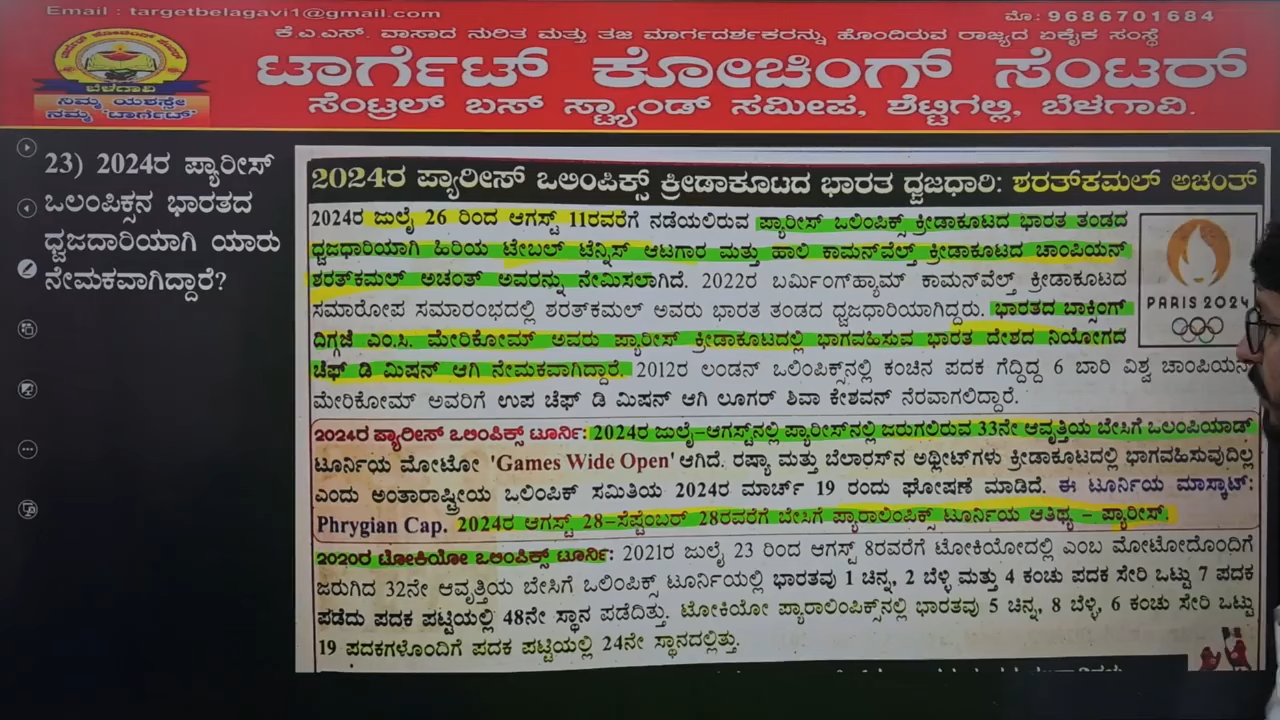 Email : targetbelagavi1@gmail.com
ಮೊ: 9686701684
ಕೆ.ಎ.ಎಸ್. ವಾಸಾದ ನುರಿತ ಮತ್ತು ತಜ್ಞ ಮಾರ್ಗದರ್ಶಕರನ್ನು ಹೊಂದಿರುವ ರಾಜ್ಯದ ಏಕೈಕ ಸಂಸ್ಥೆ
ಟಾರ್ಗೆಟ್ ಕೋಚಿಂಗ್ ಸೆಂಟರ್
ಸೆಂಟ್ರಲ್ ಬಸ್ ಸ್ಟ್ಯಾಂಡ್ ಸಮೀಪ, ಶೆಟ್ಟಿಗಲ್ಲಿ, ಬೆಳಗಾವಿ.
ಬೆಳಗಾವಿ
ನಿಮ್ಮ ಯಶಸ್ಸೇ
ನಮ್ಮ 'ಟಾರ್ಗೆಟ್'
23) 2024ರ ಪ್ಯಾರೀಸ್
ಒಲಂಪಿಕ್ಸನ ಭಾರತದ
ಧ್ವಜದಾರಿಯಾಗಿ ಯಾರು
ನೇಮಕವಾಗಿದ್ದಾರೆ?
2024ರ ಪ್ಯಾರೀಸ್ ಒಲಿಂಪಿಕ್ಸ್ ಕ್ರೀಡಾಕೂಟದ ಭಾರತ ಧ್ವಜಧಾರಿ: ಶರತ್‌ಕಮಲ್ ಅಚಂತ್
2024ರ ಜುಲೈ 26 ರಿಂದ ಆಗಸ್ಟ್ 11ರವರೆಗೆ ನಡೆಯಲಿರುವ ಪ್ಯಾರೀಸ್ ಒಲಿಂಪಿಕ್ಸ್ ಕ್ರೀಡಾಕೂಟದ ಭಾರತ ತಂಡದ
ಧ್ವಜಧಾರಿಯಾಗಿ ಹಿರಿಯ ಟೇಬಲ್ ಟೆನ್ನಿಸ್ ಆಟಗಾರ ಮತ್ತು ಹಾಲಿ ಕಾಮನ್‌ವೆಲ್ತ್ ಕ್ರೀಡಾಕೂಟದ ಚಾಂಪಿಯನ್
ಶರತ್‌ಕಮಲ್ ಅಚಂತ್ ಅವರನ್ನು ನೇಮಿಸಲಾಗಿದೆ. 2022ರ ಬರ್ಮಿಂಗ್‌ಹ್ಯಾಮ್ ಕಾಮನ್‌ವೆಲ್ತ್ ಕ್ರೀಡಾಕೂಟದ
ಸಮಾರೋಪ ಸಮಾರಂಭದಲ್ಲಿ ಶರತ್‌ಕಮಲ್ ಅವರು ಭಾರತ ತಂಡದ ಧ್ವಜಧಾರಿಯಾಗಿದ್ದರು. ಭಾರತದ ಬಾಕ್ಸಿಂಗ್
ದಿಗ್ಗಜೆ ಎಂ.ಸಿ. ಮೇರಿಕೋಮ್ ಅವರು ಪ್ಯಾರೀಸ್ ಕ್ರೀಡಾಕೂಟದಲ್ಲಿ ಭಾಗವಹಿಸುವ ಭಾರತ ದೇಶದ ನಿಯೋಗದ
ಚೆಫ್ ಡಿ ಮಿಷನ್ ಆಗಿ ನೇಮಕವಾಗಿದ್ದಾರೆ. 2012ರ ಲಂಡನ್ ಒಲಿಂಪಿಕ್ಸ್‌ನಲ್ಲಿ ಕಂಚಿನ ಪದಕ ಗೆದ್ದಿದ್ದ 6 ಬಾರಿ ವಿಶ್ವ ಚಾಂಪಿಯನ್
ಮೇರಿಕೋಮ್ ಅವರಿಗೆ ಉಪ ಚೆಫ್ ಡಿ ಮಿಷನ್ ಆಗಿ ಲೂಗರ್ ಶಿವಾ ಕೇಶವನ್ ನೆರವಾಗಲಿದ್ದಾರೆ.
PARIS 2024
2024ರ ಪ್ಯಾರೀಸ್ ಒಲಿಂಪಿಕ್ಸ್ ಟೂರ್ನಿ: 2024ರ ಜುಲೈ-ಆಗಸ್ಟ್‌ನಲ್ಲಿ ಪ್ಯಾರೀಸ್‌ನಲ್ಲಿ ಜರುಗಲಿರುವ 33ನೇ ಆವೃತ್ತಿಯ ಬೇಸಿಗೆ ಒಲಂಪಿಯಾಡ್
ಟೂರ್ನಿಯ ಮೋಟೋ 'Games Wide Open' ಆಗಿದೆ. ರಷ್ಯಾ ಮತ್ತು ಬೆಲಾರಸ್‌ನ ಅಥ್ಲೀಟ್‌ಗಳು ಕ್ರೀಡಾಕೂಟದಲ್ಲಿ ಭಾಗವಹಿಸುವುದಿಲ್ಲ
ಎಂದು ಅಂತಾರಾಷ್ಟ್ರೀಯ ಒಲಿಂಪಿಕ್ ಸಮಿತಿಯ 2024ರ ಮಾರ್ಚ್ 19 ರಂದು ಘೋಷಣೆ ಮಾಡಿದೆ. ಈ ಟೂರ್ನಿಯ ಮಾಸ್ಕಾಟ್:
Phrygian Cap. 2024ರ ಆಗಸ್ಟ್ 28-ಸೆಪ್ಟೆಂಬರ್ 28ರವರೆಗೆ ಬೇಸಿಗೆ ಪ್ಯಾರಾಲಿಂಪಿಕ್ಸ್ ಟೂರ್ನಿಯ ಆತಿಥ್ಯ - ಪ್ಯಾರೀಸ್.
2020ರ ಟೋಕಿಯೋ ಒಲಿಂಪಿಕ್ಸ್ ಟೂರ್ನಿ: 2021ರ ಜುಲೈ 23 ರಿಂದ ಆಗಸ್ಟ್ 8ರವರೆಗೆ ಟೋಕಿಯೋದಲ್ಲಿ ಎಂಬ ಮೋಟೋದೊಂದಿಗೆ
ಜರುಗಿದ 32ನೇ ಆವೃತ್ತಿಯ ಬೇಸಿಗೆ ಒಲಿಂಪಿಕ್ಸ್ ಟೂರ್ನಿಯಲ್ಲಿ ಭಾರತವು 1 ಚಿನ್ನ, 2 ಬೆಳ್ಳಿ ಮತ್ತು 4 ಕಂಚು ಪದಕ ಸೇರಿ ಒಟ್ಟು 7 ಪದಕ
ಪಡೆದು ಪದಕ ಪಟ್ಟಿಯಲ್ಲಿ 48ನೇ ಸ್ಥಾನ ಪಡೆದಿತ್ತು. ಟೋಕಿಯೋ ಪ್ಯಾರಾಲಿಂಪಿಕ್ಸ್‌ನಲ್ಲಿ ಭಾರತವು 5 ಚಿನ್ನ, 8 ಬೆಳ್ಳಿ, 6 ಕಂಚು ಸೇರಿ ಒಟ್ಟು
19 ಪದಕಗಳೊಂದಿಗೆ ಪದಕ ಪಟ್ಟಿಯಲ್ಲಿ 24ನೇ ಸ್ಥಾನದಲ್ಲಿತ್ತು.